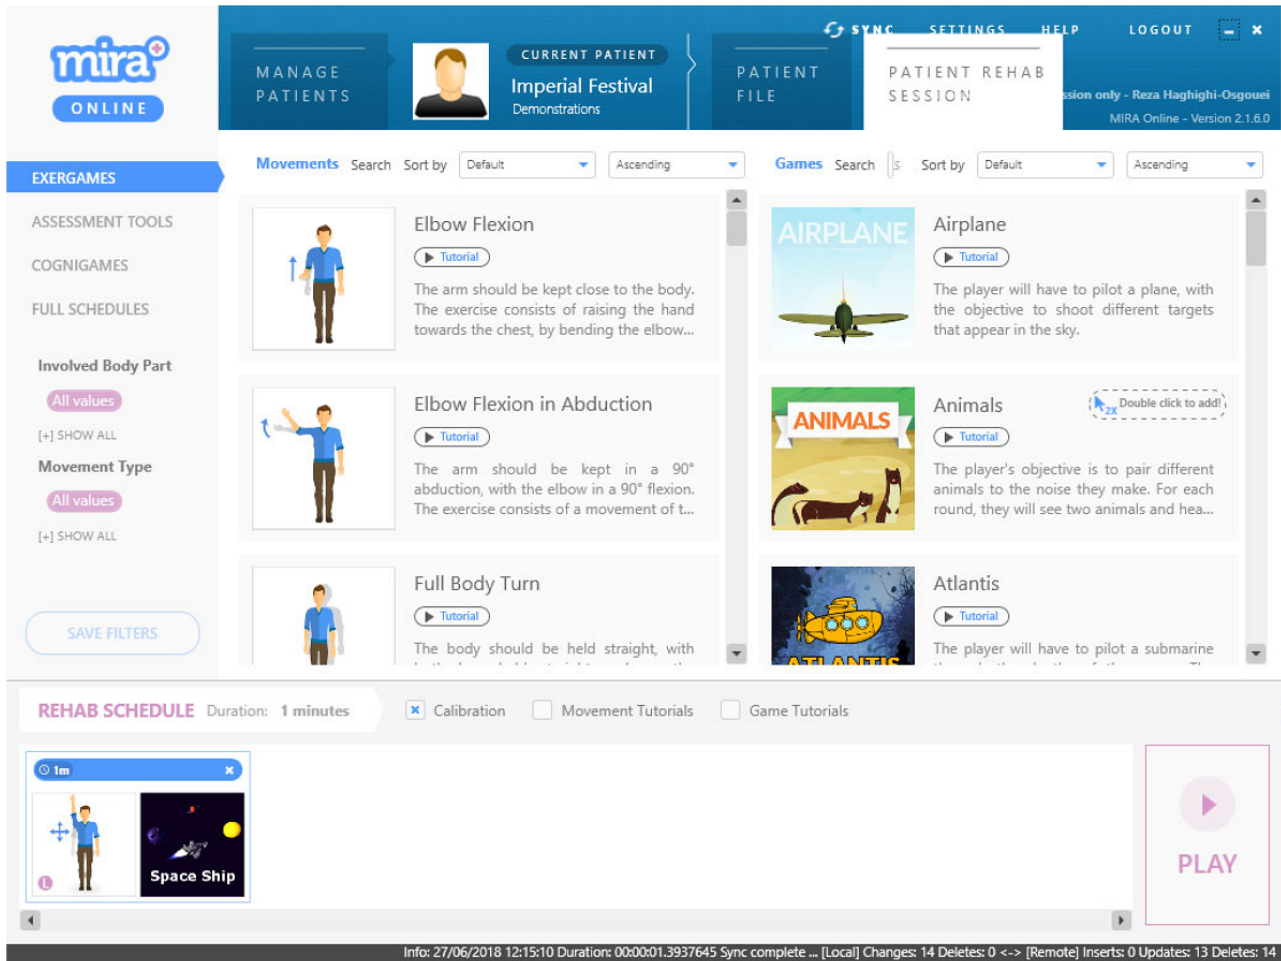 mira
ONLINE
MANAGE
PATIENTS
CURRENT PATIENT
Imperial Festival
Demonstrations
PATIENT
FILE
SYNC SETTINGS HELP LOGOUT
PATIENT REHAB
SESSION
ssion only - Reza Haghighi-Osgouei
MIRA Online - Version 2.1.6.0
EXERGAMES
ASSESSMENT TOOLS
COGNIGAMES
FULL SCHEDULES
Involved Body Part
All values
[+] SHOW ALL
Movement Type
All values
[+] SHOW ALL
SAVE FILTERS
Movements Search Sort by Default Ascending
Elbow Flexion
Tutorial
The arm should be kept close to the body.
The exercise consists of raising the hand
towards the chest, by bending the elbow...
Elbow Flexion in Abduction
Tutorial
The arm should be kept in a 90°
abduction, with the elbow in a 90° flexion.
The exercise consists of a movement of t...
Full Body Turn
Tutorial
The body should be held straight, with
Games Search s Sort by Default Ascending
AIRPLANE
Airplane
Tutorial
The player will have to pilot a plane, with
the objective to shoot different targets
that appear in the sky.
ANIMALS
Animals
2X Double click to add!
Tutorial
The player's objective is to pair different
animals to the noise they make. For each
round, they will see two animals and hea...
ATLANTIS
Atlantis
Tutorial
The player will have to pilot a submarine
REHAB SCHEDULE Duration: 1 minutes
Calibration Movement Tutorials Game Tutorials
1m
L
Space Ship
PLAY
Info: 27/06/2018 12:15:10 Duration: 00:00:01.3937645 Sync complete ... [Local] Changes: 14 Deletes: 0 <-> [Remote] Inserts: 0 Updates: 13 Deletes: 14